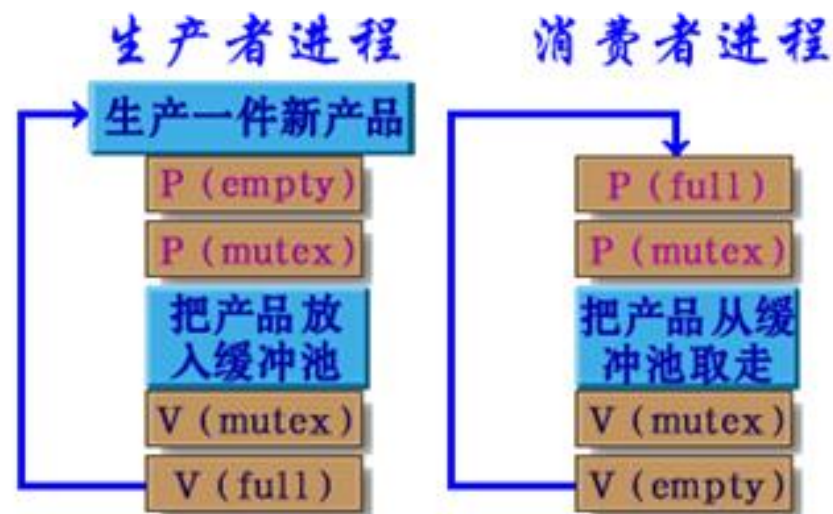 生产者进程
生产一件新产品
P (empty)
P (mutex)
把产品放
入缓冲池
V (mutex)
V (full)
消费者进程
P (full)
P (mutex)
把产品从缓
冲池取走
V (mutex)
V (empty)